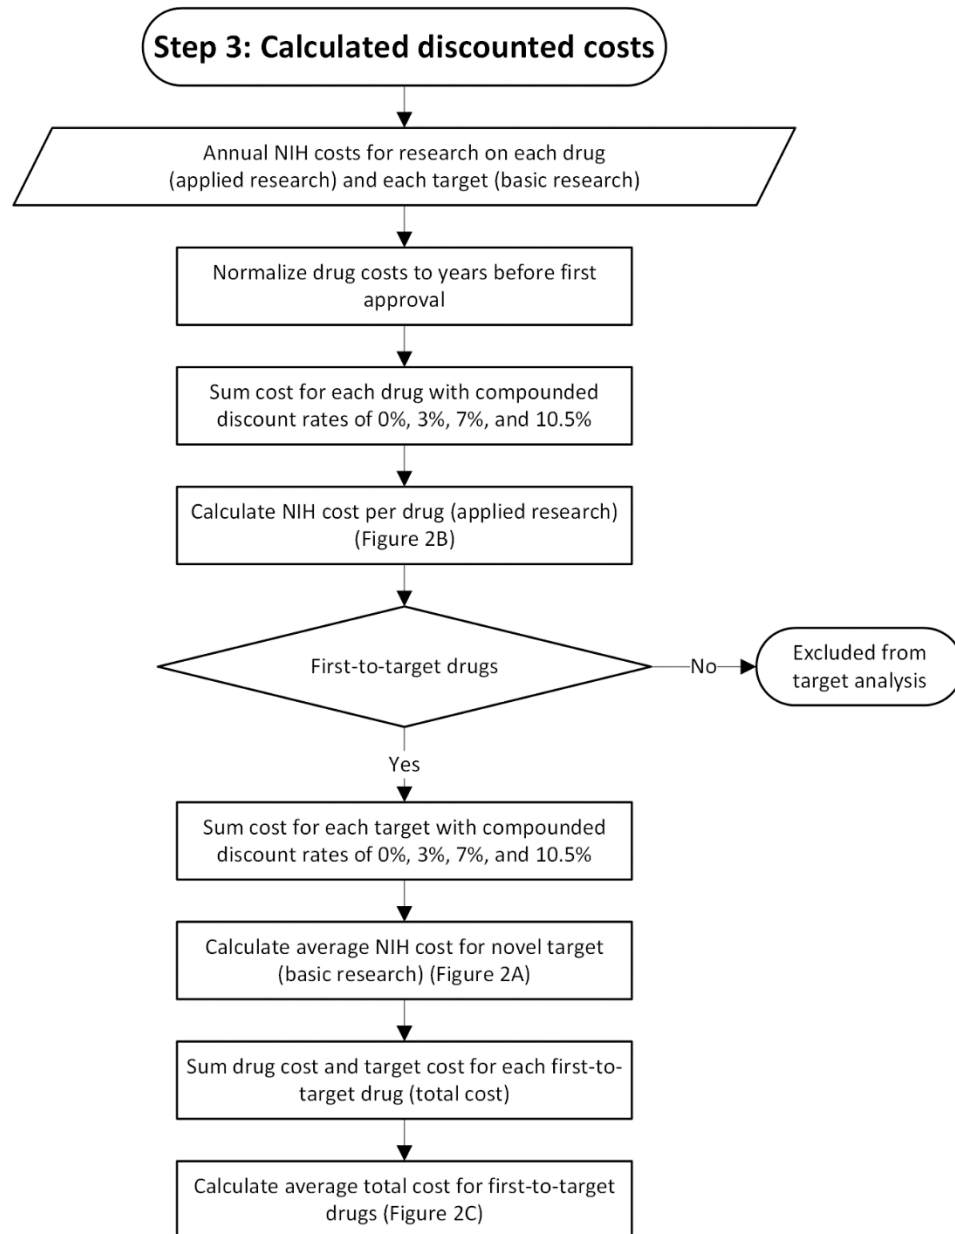 Step 3: Calculated discounted costs
Annual NIH costs for research on each drug
(applied research) and each target (basic research)
Normalize drug costs to years before first
approval
Sum cost for each drug with compounded
discount rates of 0%, 3%, 7%, and 10.5%
Calculate NIH cost per drug (applied research)
(Figure 2B)
First-to-target drugs
No
Excluded from
target analysis
Yes
Sum cost for each target with compounded
discount rates of 0%, 3%, 7%, and 10.5%
Calculate average NIH cost for novel target
(basic research) (Figure 2A)
Sum drug cost and target cost for each first-to-
target drug (total cost)
Calculate average total cost for first-to-target
drugs (Figure 2C)